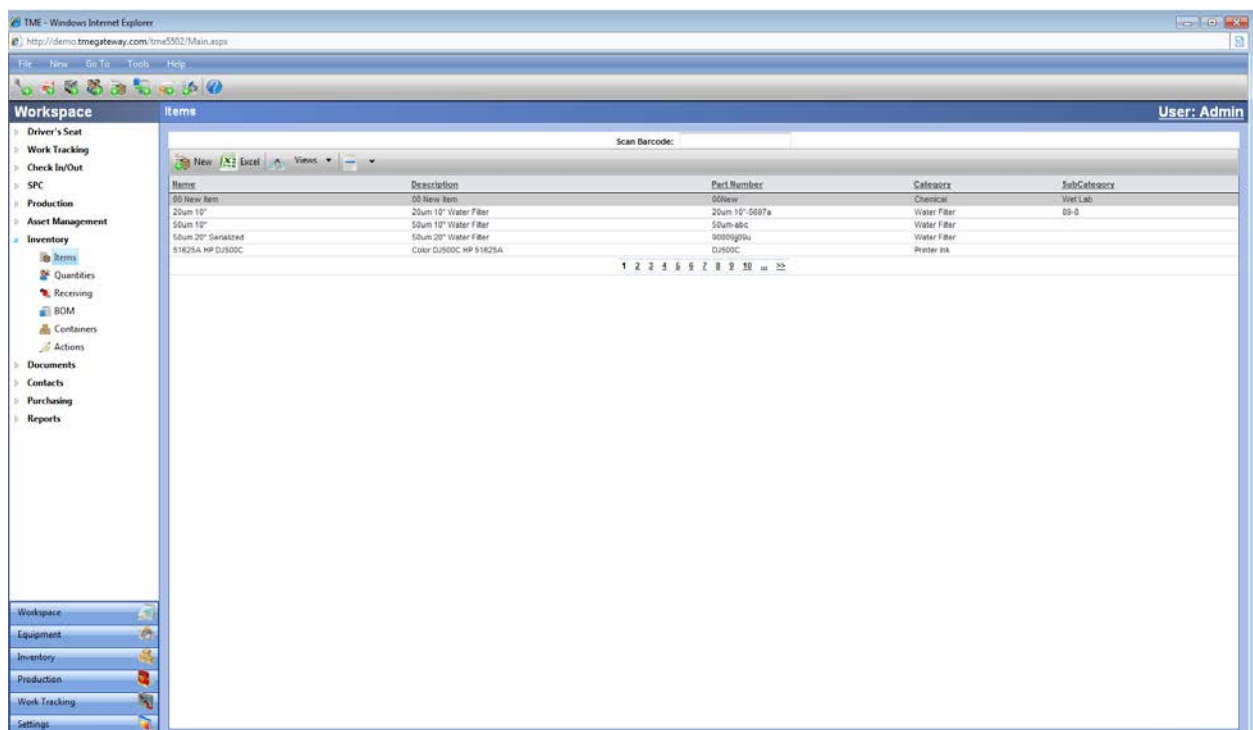 TME - Windows Internet Explorer
http://demo.tmegateway.com/tme5502/Main.aspx
File New Go To Tools Help
Workspace Items User: Admin
Driver's Seat
Work Tracking
Check In/Out
SPC
Production
Asset Management
Inventory
Items
Quantities
Receiving
BOM
Containers
Actions
Documents
Contacts
Purchasing
Reports
Scan Barcode:
New Excel Views
Name Description Part Number Category SubCategory
00 New Item 00 New Item 00New Chemical Wet Lab
20um 10" 20um 10" Water Filter 20um 10"-5697a Water Filter 89-8
50um 10" 50um 10" Water Filter 50um-abc Water Filter
50um 20" Serialized 50um 20" Water Filter Water Filter
51625A HP DJ500C Color DJ500C HP 51625A DJ500C Printer Ink
1 2 3 4 5 6 7 8 9 10 ... >>
Workspace
Equipment
Inventory
Production
Work Tracking
Settings